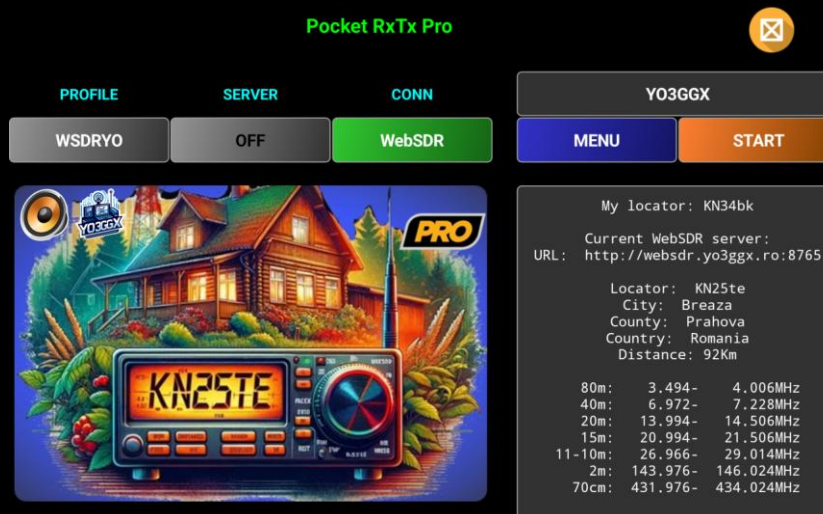 Pocket RxTx Pro
PROFILE
SERVER
CONN
WSDRYO
OFF
WebSDR
YO3GGX
MENU
START
YO3GGX
PRO
KN25TE
My locator: KN34bk
Current WebSDR server:
URL: http://websdr.yo3ggx.ro:8765
Locator: KN25te
City: Breaza
County: Prahova
Country: Romania
Distance: 92Km
80m: 3.494- 4.006MHz
40m: 6.972- 7.228MHz
20m: 13.994- 14.506MHz
15m: 20.994- 21.506MHz
11-10m: 26.966- 29.014MHz
2m: 143.976- 146.024MHz
70cm: 431.976- 434.024MHz